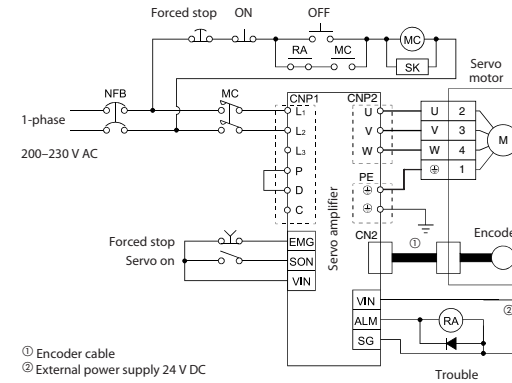 Forced stop ON OFF
MC
RA MC
SK
Servo motor
NFB MC CNP1 CNP2
1-phase
200–230 V AC
L1 U U 2
L2 V V 3 M
L3 W W 4
P PE 1
D
C
Servo amplifier
CN2 ① Encode
Forced stop EMG
Servo on SON
VIN
VIN ②
ALM RA
SG
Trouble
① Encoder cable
② External power supply 24 V DC